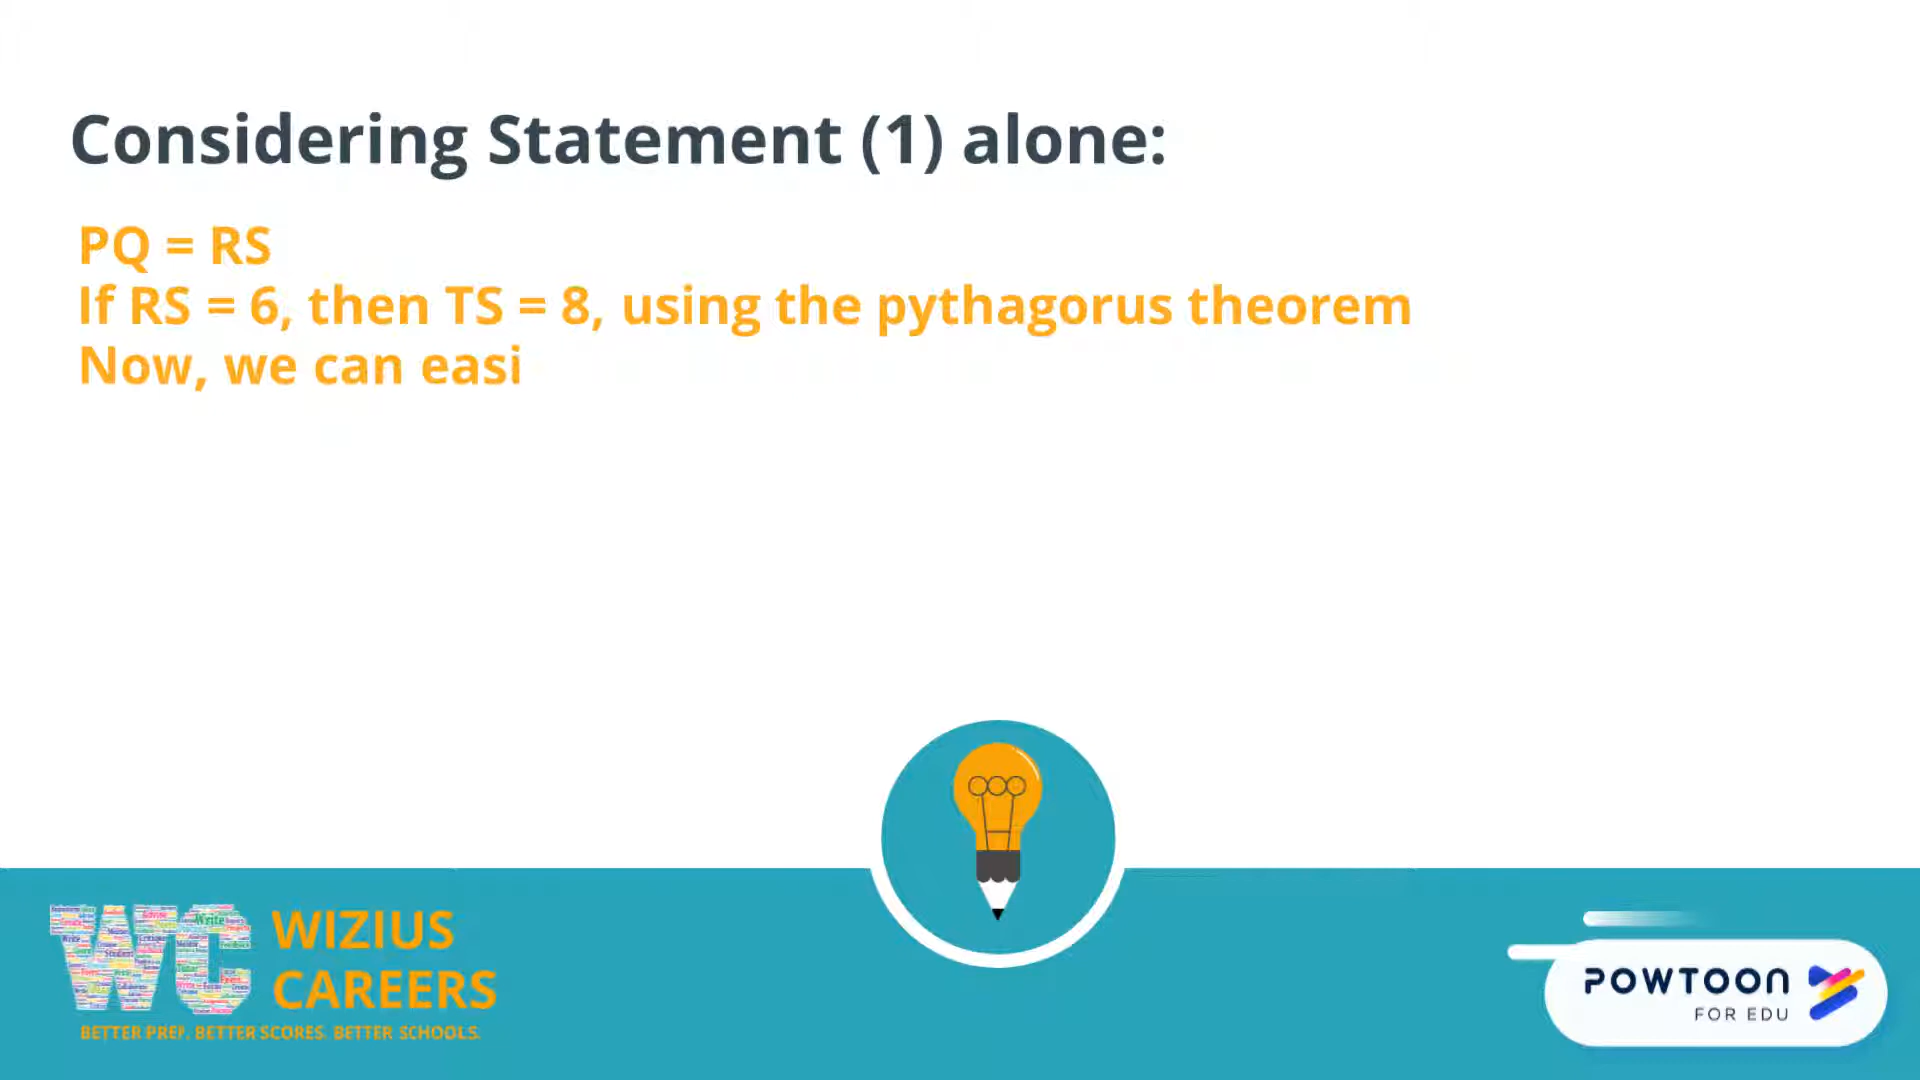 Considering Statement (1) alone:
PQ = RS
If RS = 6, then TS = 8, using the pythagorus theorem
Now, we can easi
WC
WIZIUS
CAREERS
BETTER PREP. BETTER SCORES. BETTER SCHOOLS.
POWTOON
FOR EDU